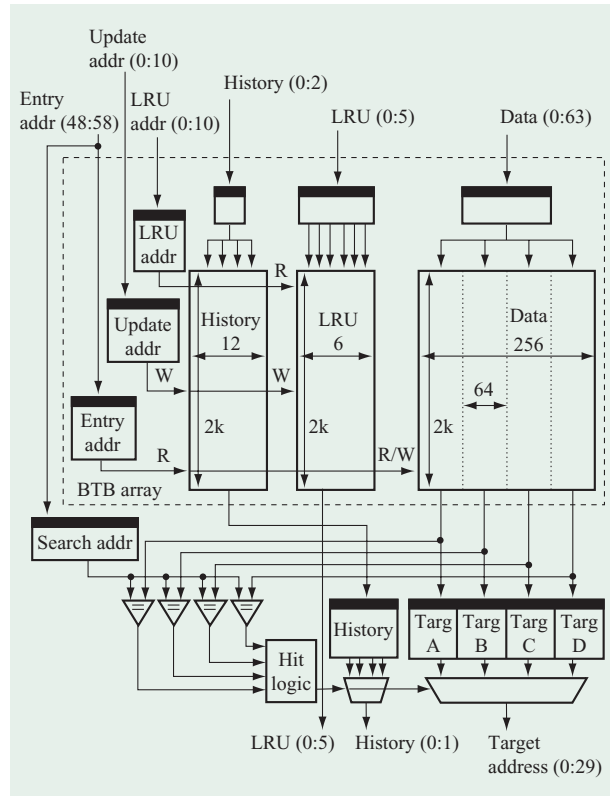 Update
addr (0:10)
History (0:2)
Entry
addr (48:58)
LRU
addr (0:10)
LRU (0:5)
Data (0:63)
LRU
addr
R
Update
addr
History
12
LRU
6
Data
256
W
W
64
Entry
addr
2k
2k
2k
R
R/W
BTB array
Search addr
History
Targ
A
Targ
B
Targ
C
Targ
D
Hit
logic
LRU (0:5)
History (0:1)
Target
address (0:29)